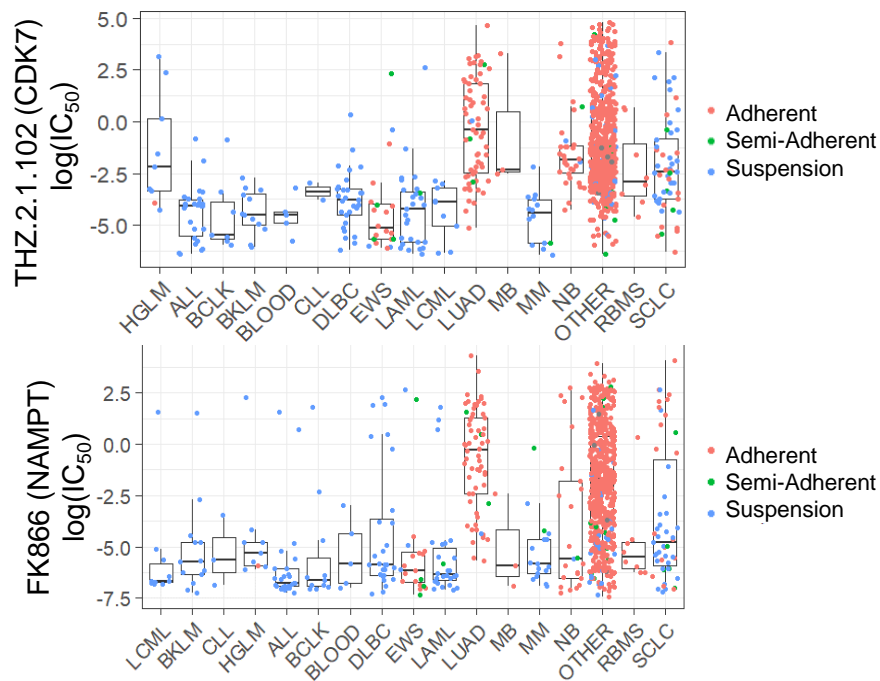 THZ.2.1.102 (CDK7)
log(IC50)
5.0
2.5
0.0
-2.5
-5.0
HGLM
ALL
BCLK
BKLM
BLOOD
CLL
DLBC
EWS
LAML
LCML
LUAD
MB
MM
NB
OTHER
RBMS
SCLC
Adherent
Semi-Adherent
Suspension
FK866 (NAMPT)
log(IC50)
2.5
0.0
-2.5
-5.0
-7.5
LCML
BKLM
CLL
HGLM
ALL
BCLK
BLOOD
DLBC
EWS
LAML
LUAD
MB
MM
NB
OTHER
RBMS
SCLC
Adherent
Semi-Adherent
Suspension